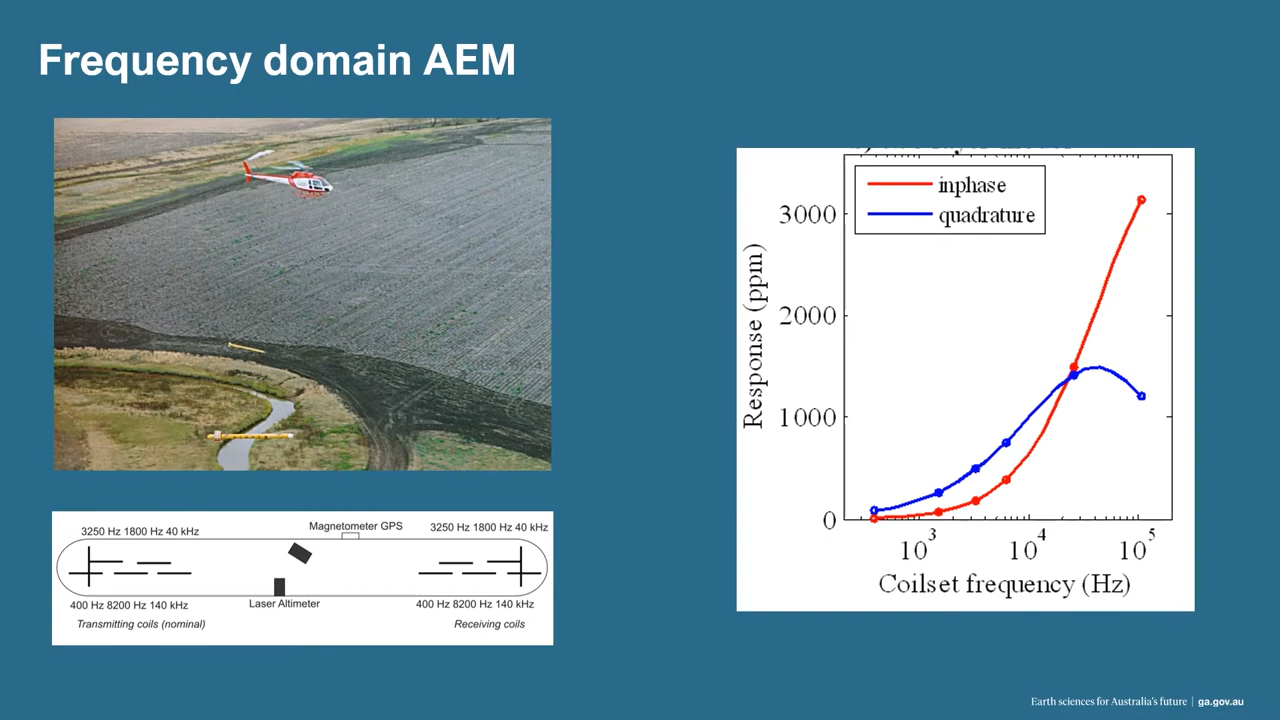 Frequency domain AEM
inphase
quadrature
3000
2000
1000
0
10³
10⁴
10⁵
Response (ppm)
Coilset frequency (Hz)
3250 Hz 1800 Hz 40 kHz
Magnetometer GPS
3250 Hz 1800 Hz 40 kHz
400 Hz 8200 Hz 140 kHz
Laser Altimeter
400 Hz 8200 Hz 140 kHz
Transmitting coils (nominal)
Receiving coils
Earth sciences for Australia's future | ga.gov.au